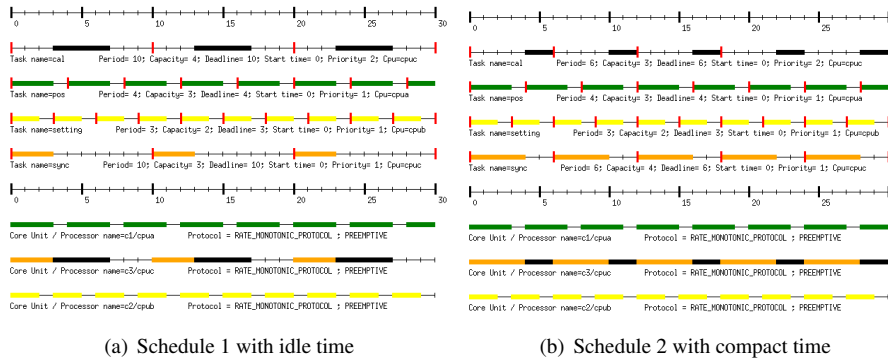 0 5 10 15 20 25 30
Task name=cal Period= 10; Capacity= 4; Deadline= 10; Start time= 0; Priority= 2; Cpu=cpuc
Task name=pos Period= 4; Capacity= 3; Deadline= 4; Start time= 0; Priority= 1; Cpu=cpua
Task name=setting Period= 3; Capacity= 2; Deadline= 3; Start time= 0; Priority= 1; Cpu=cpub
Task name=sync Period= 10; Capacity= 3; Deadline= 10; Start time= 0; Priority= 1; Cpu=cpuc
0 5 10 15 20 25 30
Core Unit / Processor name=c1/cpua Protocol = RATE_MONOTONIC_PROTOCOL ; PREEMPTIVE
Core Unit / Processor name=c3/cpuc Protocol = RATE_MONOTONIC_PROTOCOL ; PREEMPTIVE
Core Unit / Processor name=c2/cpub Protocol = RATE_MONOTONIC_PROTOCOL ; PREEMPTIVE
(a) Schedule 1 with idle time
0 5 10 15 20 25
Task name=cal Period= 6; Capacity= 3; Deadline= 6; Start time= 0; Priority= 2; Cpu=cpuc
Task name=pos Period= 4; Capacity= 3; Deadline= 4; Start time= 0; Priority= 1; Cpu=cpua
Task name=setting Period= 3; Capacity= 2; Deadline= 3; Start time= 0; Priority= 1; Cpu=cpub
Task name=sync Period= 6; Capacity= 4; Deadline= 6; Start time= 0; Priority= 1; Cpu=cpuc
0 5 10 15 20 25
Core Unit / Processor name=c1/cpua Protocol = RATE_MONOTONIC_PROTOCOL ; PREEMPTIVE
Core Unit / Processor name=c3/cpuc Protocol = RATE_MONOTONIC_PROTOCOL ; PREEMPTIVE
Core Unit / Processor name=c2/cpub Protocol = RATE_MONOTONIC_PROTOCOL ; PREEMPTIVE
(b) Schedule 2 with compact time